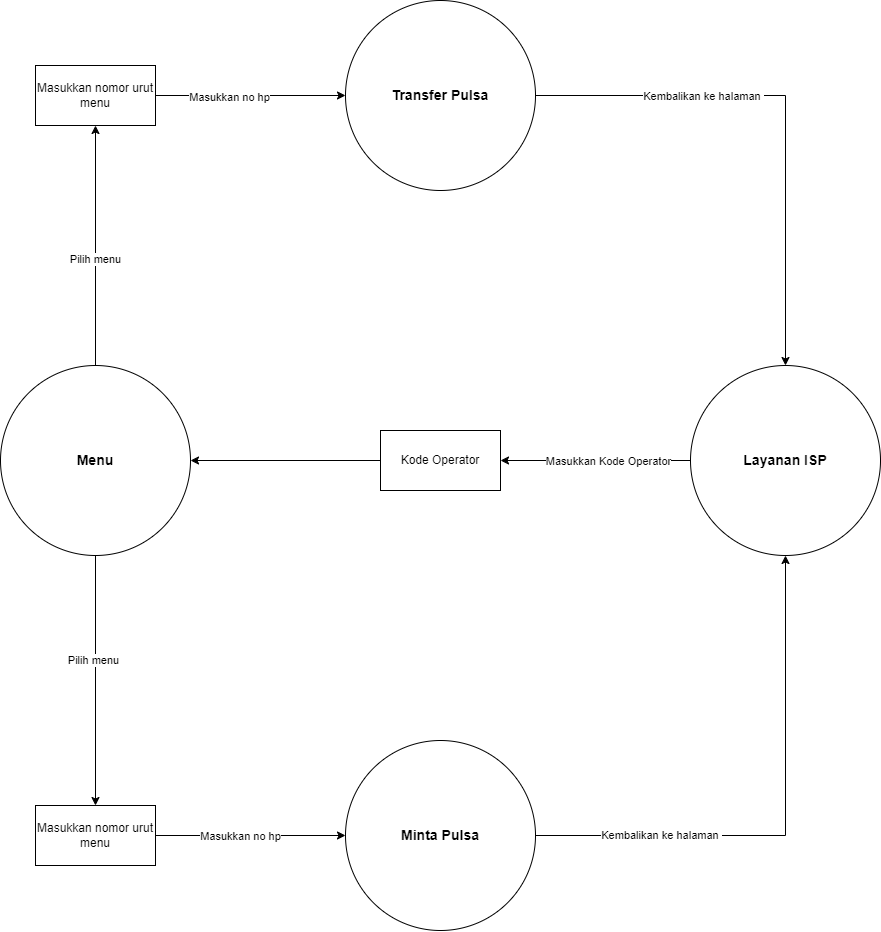 Masukkan nomor urut
menu
Masukkan no hp
Transfer Pulsa
Kembalikan ke halaman
Pilih menu
Menu
Kode Operator
Masukkan Kode Operator
Layanan ISP
Pilih menu
Masukkan nomor urut
menu
Masukkan no hp
Minta Pulsa
Kembalikan ke halaman